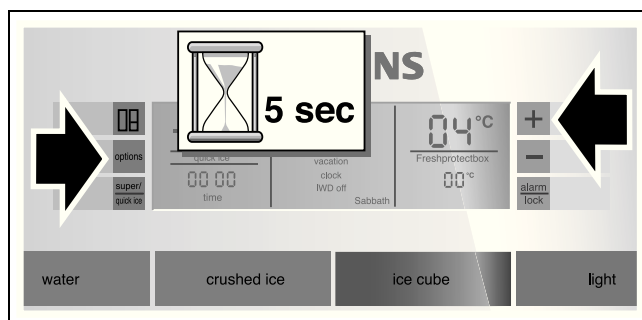 NS
5 sec
04°C
+
options
quick ice
vacation
Freshprotectbox
–
clock
00 00
IWD off
00°C
super/
quick ice
time
Sabbath
alarm
lock
water
crushed ice
ice cube
light